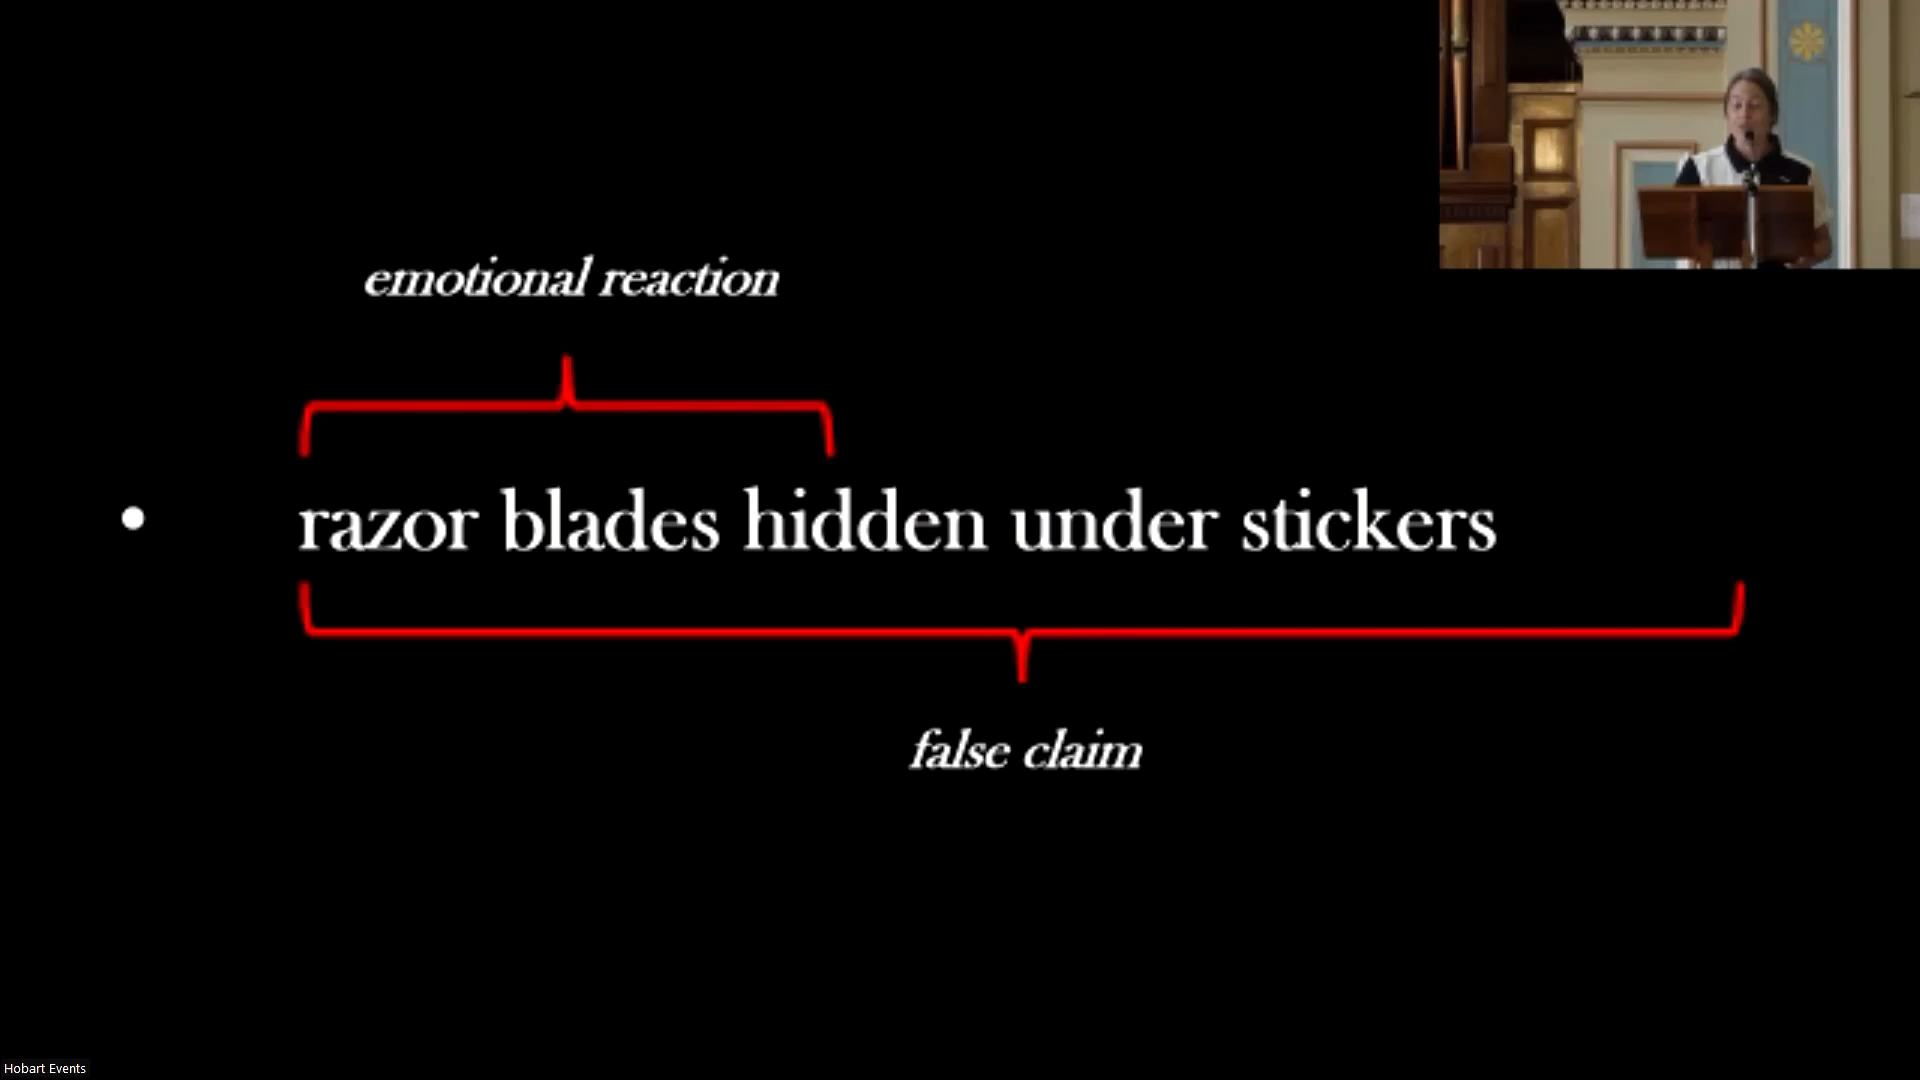 emotional reaction
• razor blades hidden under stickers
false claim
Hobart Events